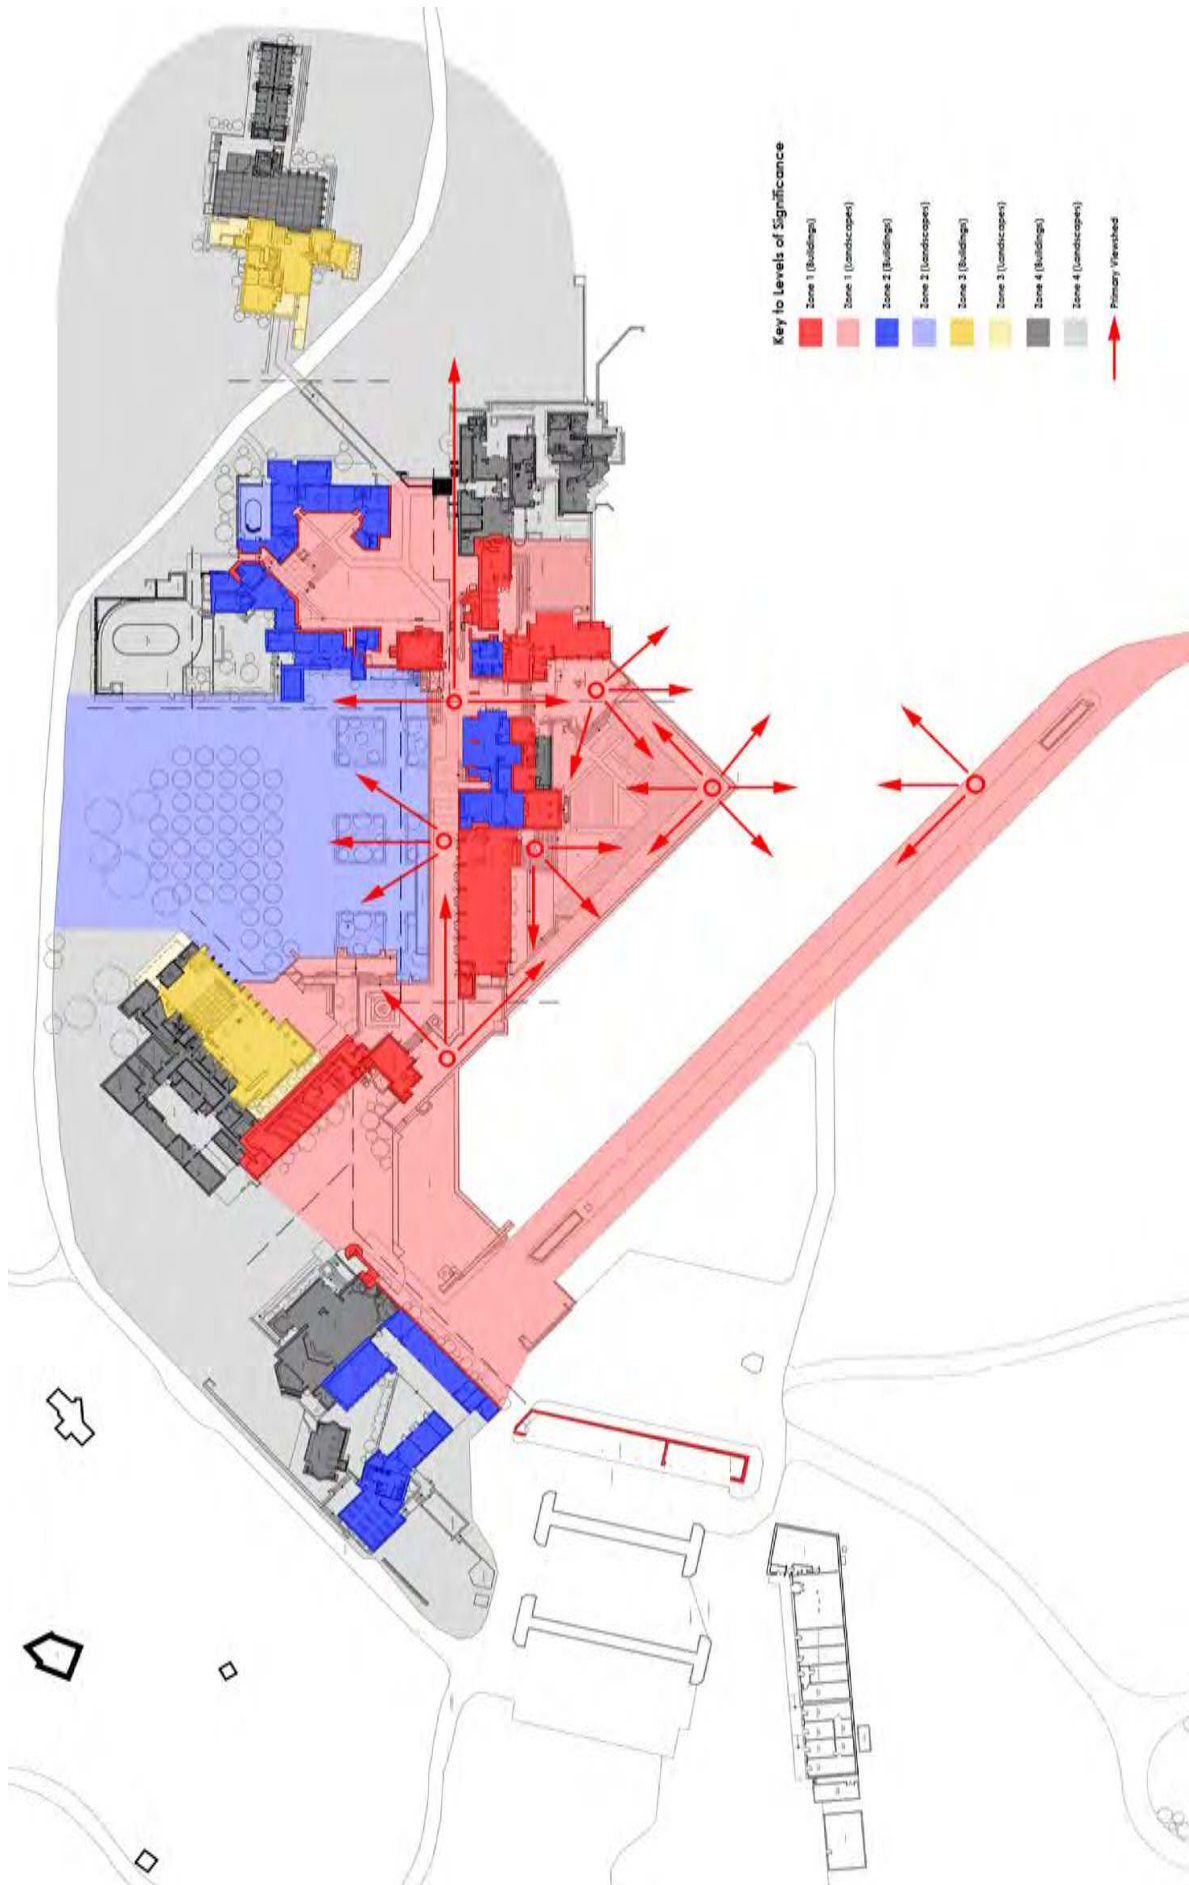 Key to Levels of Significance
Zone 1 (Buildings)
Zone 1 (Landscapes)
Zone 2 (Buildings)
Zone 2 (Landscapes)
Zone 3 (Buildings)
Zone 3 (Landscapes)
Zone 4 (Buildings)
Zone 4 (Landscapes)
Primary Viewshed